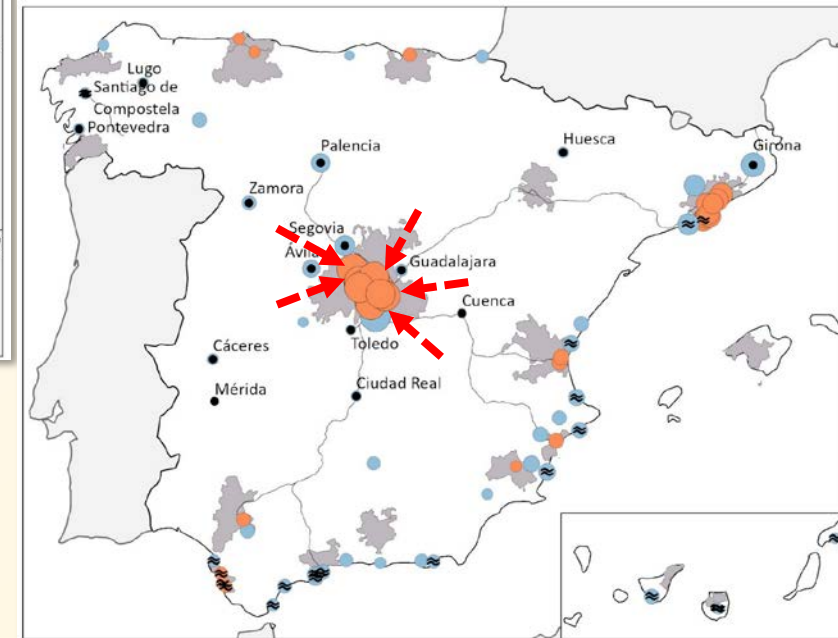 Lugo
Santiago de
Compostela
Pontevedra
Palencia
Huesca
Girona
Zamora
Segovia
Ávila
Guadalajara
Cuenca
Toledo
Cáceres
Mérida
Ciudad Real